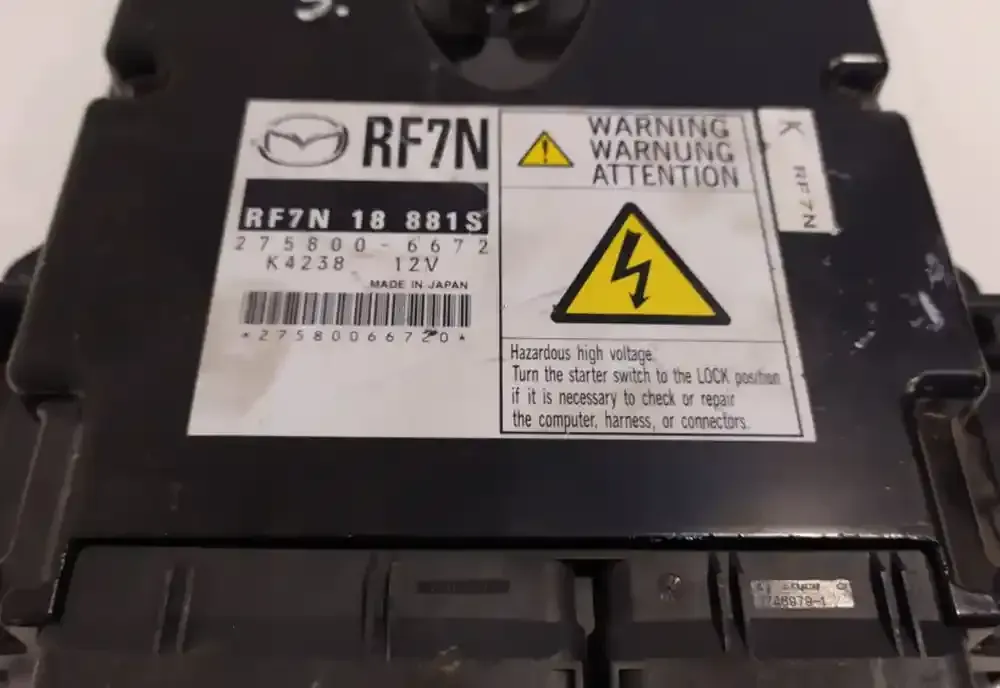 RF7N
RF7N 18 881S
275800-6672
K4238 12V
MADE IN JAPAN
*27580066720*
WARNING
WARNUNG
ATTENTION
Hazardous high voltage.
Turn the starter switch to the LOCK position
if it is necessary to check or repair
the computer, harness, or connectors.
K RF7N